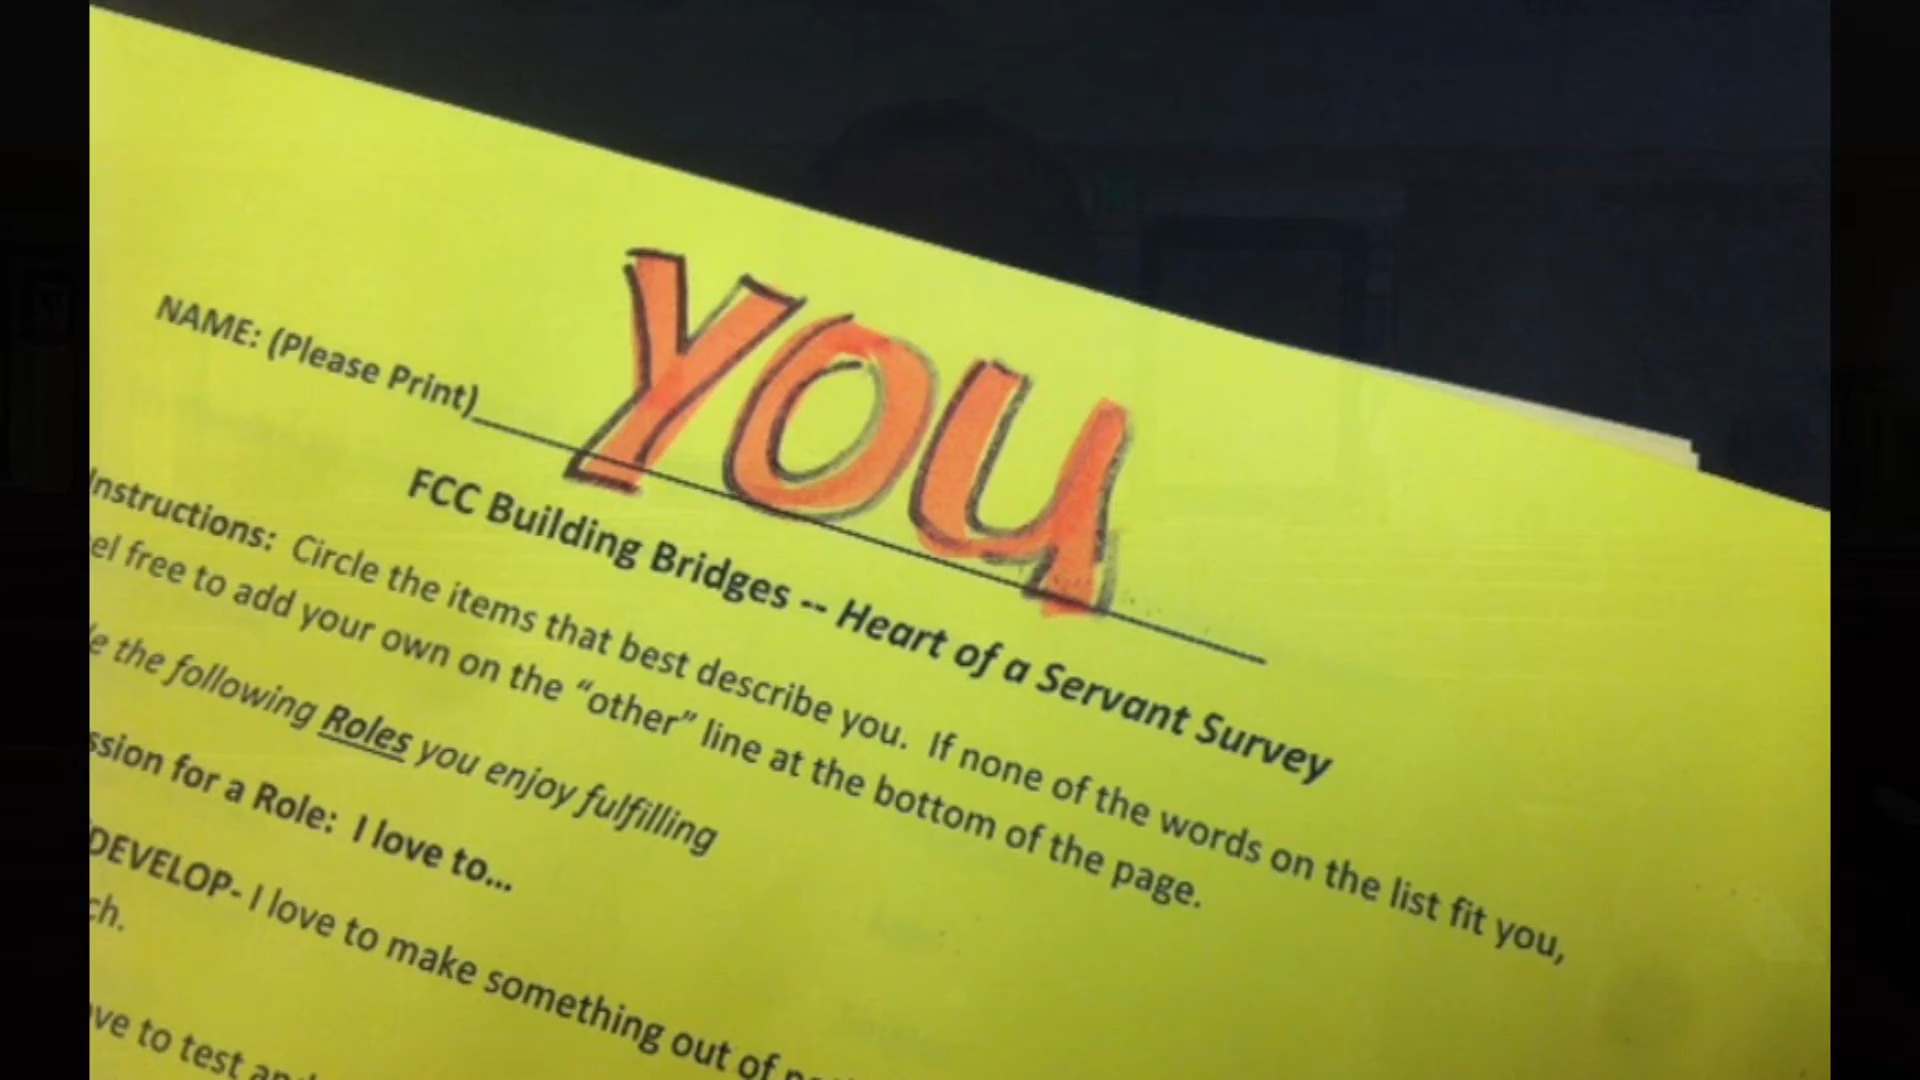 YOU
NAME: (Please Print)
FCC Building Bridges -- Heart of a Servant Survey
Instructions: Circle the items that best describe you. If none of the words on the list fit you,
el free to add your own on the "other" line at the bottom of the page.
e the following Roles you enjoy fulfilling
ssion for a Role: I love to...
DEVELOP- I love to make something out of
ch.
ve to test and